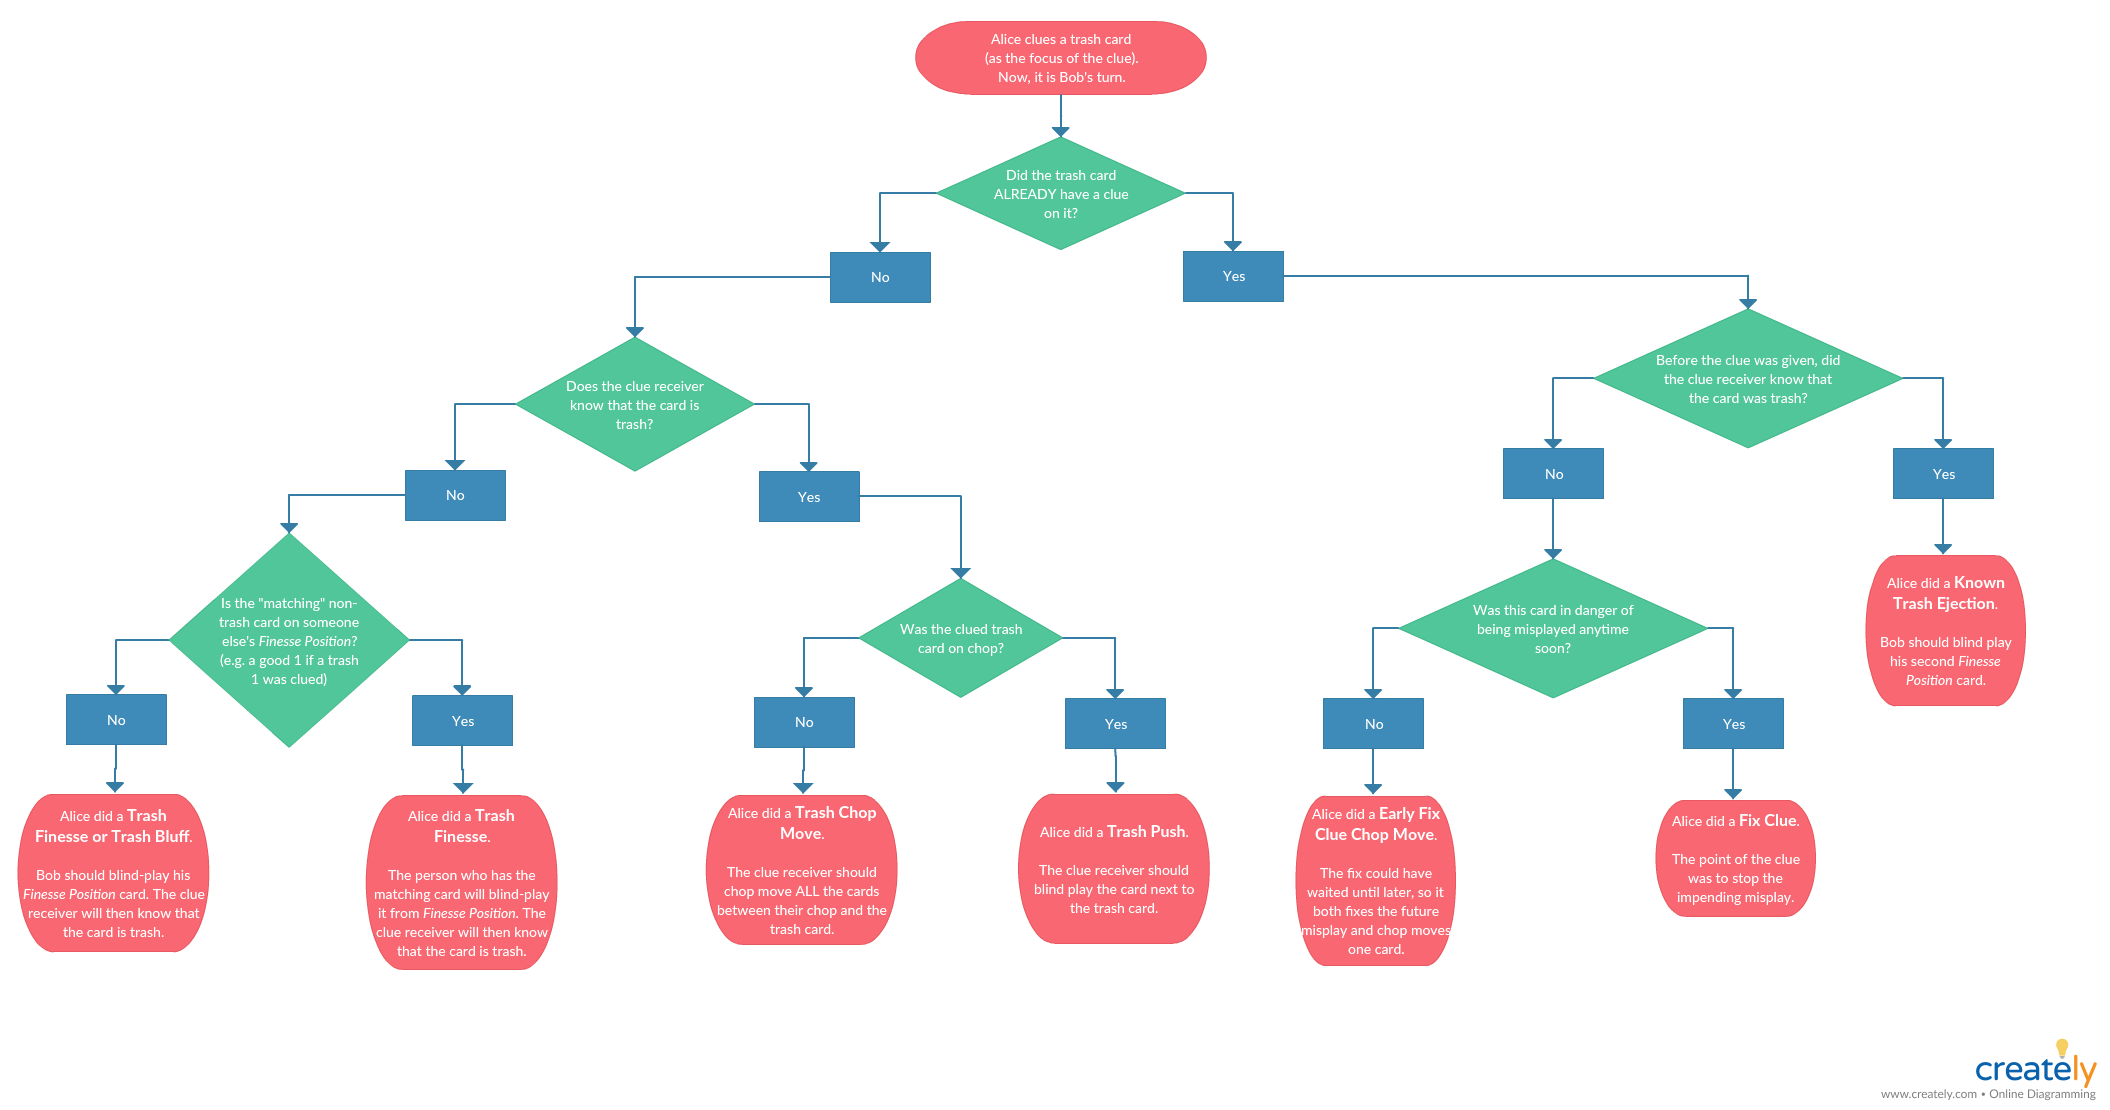 Alice clues a trash card
(as the focus of the clue).
Now, it is Bob's turn.
Did the trash card
ALREADY have a clue
on it?
No
Yes
Does the clue receiver
know that the card is
trash?
Before the clue was given, did
the clue receiver know that
the card was trash?
No
Yes
No
Yes
Is the "matching" non-
trash card on someone
else's Finesse Position?
(e.g. a good 1 if a trash
1 was clued)
Was the clued trash
card on chop?
Was this card in danger of
being misplayed anytime
soon?
Alice did a Known
Trash Ejection.
Bob should blind play
his second Finesse
Position card.
No
Yes
No
Yes
No
Yes
Alice did a Trash
Finesse or Trash Bluff.
Bob should blind-play his
Finesse Position card. The clue
receiver will then know that
the card is trash.
Alice did a Trash
Finesse.
The person who has the
matching card will blind-play
it from Finesse Position. The
clue receiver will then know
that the card is trash.
Alice did a Trash Chop
Move.
The clue receiver should
chop move ALL the cards
between their chop and the
trash card.
Alice did a Trash Push.
The clue receiver should
blind play the card next to
the trash card.
Alice did a Early Fix
Clue Chop Move.
The fix could have
waited until later, so it
both fixes the future
misplay and chop moves
one card.
Alice did a Fix Clue.
The point of the clue
was to stop the
impending misplay.
creately
www.creately.com • Online Diagramming